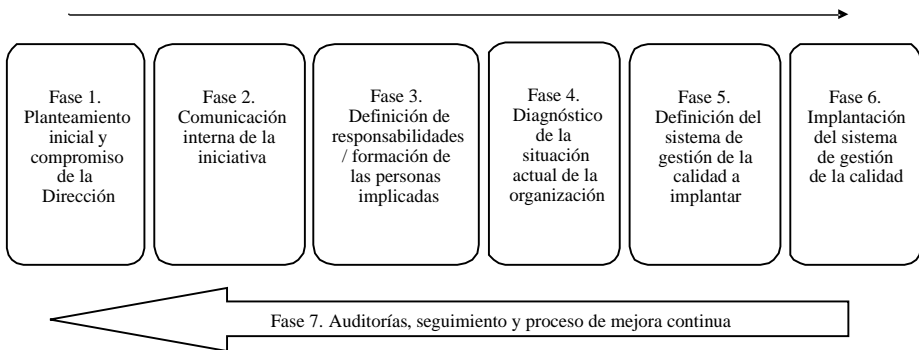 Fase 1.
Planteamiento
inicial y
compromiso
de la
Dirección
Fase 2.
Comunicación
interna de la
iniciativa
Fase 3.
Definición de
responsabilidades
/ formación de
las personas
implicadas
Fase 4.
Diagnóstico
de la
situación
actual de la
organización
Fase 5.
Definición del
sistema de
gestión de la
calidad a
implantar
Fase 6.
Implantación
del sistema
de gestión
de la calidad
Fase 7. Auditorías, seguimiento y proceso de mejora continua